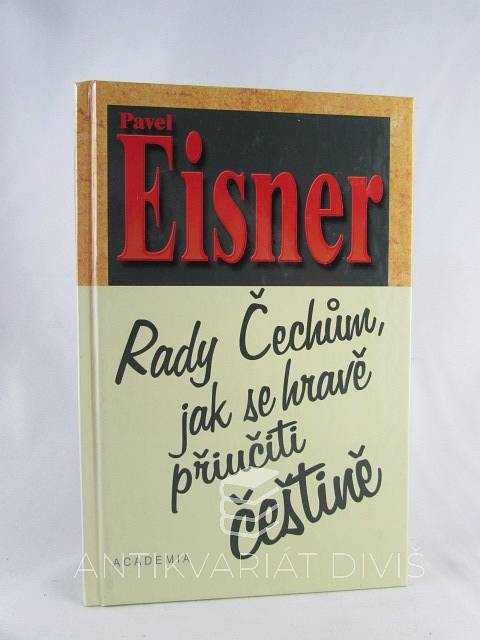 Pavel
Eisner
Rady Čechům,
jak se hravě
přiučiti
češtině
ACADEMIA
ANTIKVARIÁT DIVIŠ